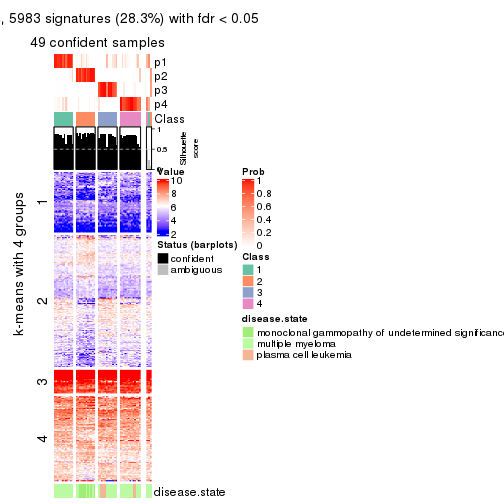 , 5983 signatures (28.3%) with fdr < 0.05
49 confident samples
p1
p2
p3
p4
Class
1
0.5
0
Silhouette
score
k-means with 4 groups
1
2
3
4
Value
10
8
6
4
2
Status (barplots)
confident
ambiguous
Prob
1
0.8
0.6
0.4
0.2
0
Class
1
2
3
4
disease.state
monoclonal gammopathy of undetermined significance
multiple myeloma
plasma cell leukemia
disease.state